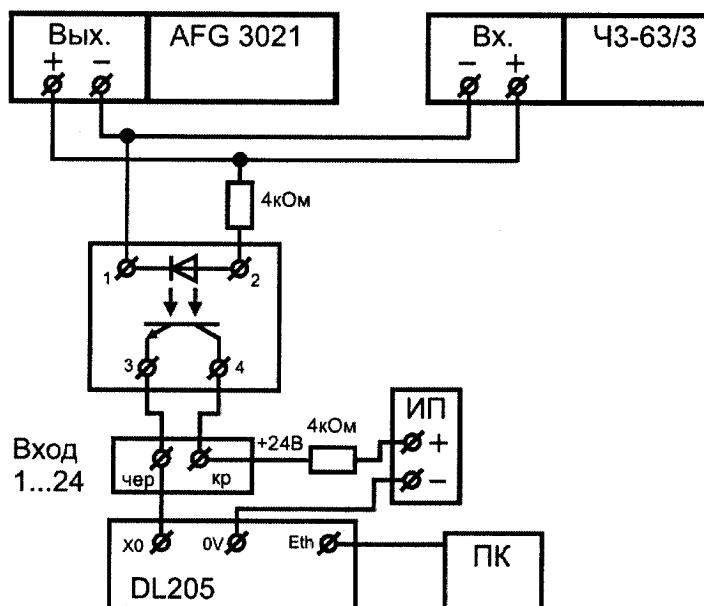 Вых. AFG 3021
+ −
Вх. ЧЗ-63/3
− +
4кОм
1 2
3 4
Вход
1...24
чер кр
+24В 4кОм
ИП
+
−
X0 0V Eth
DL205
ПК